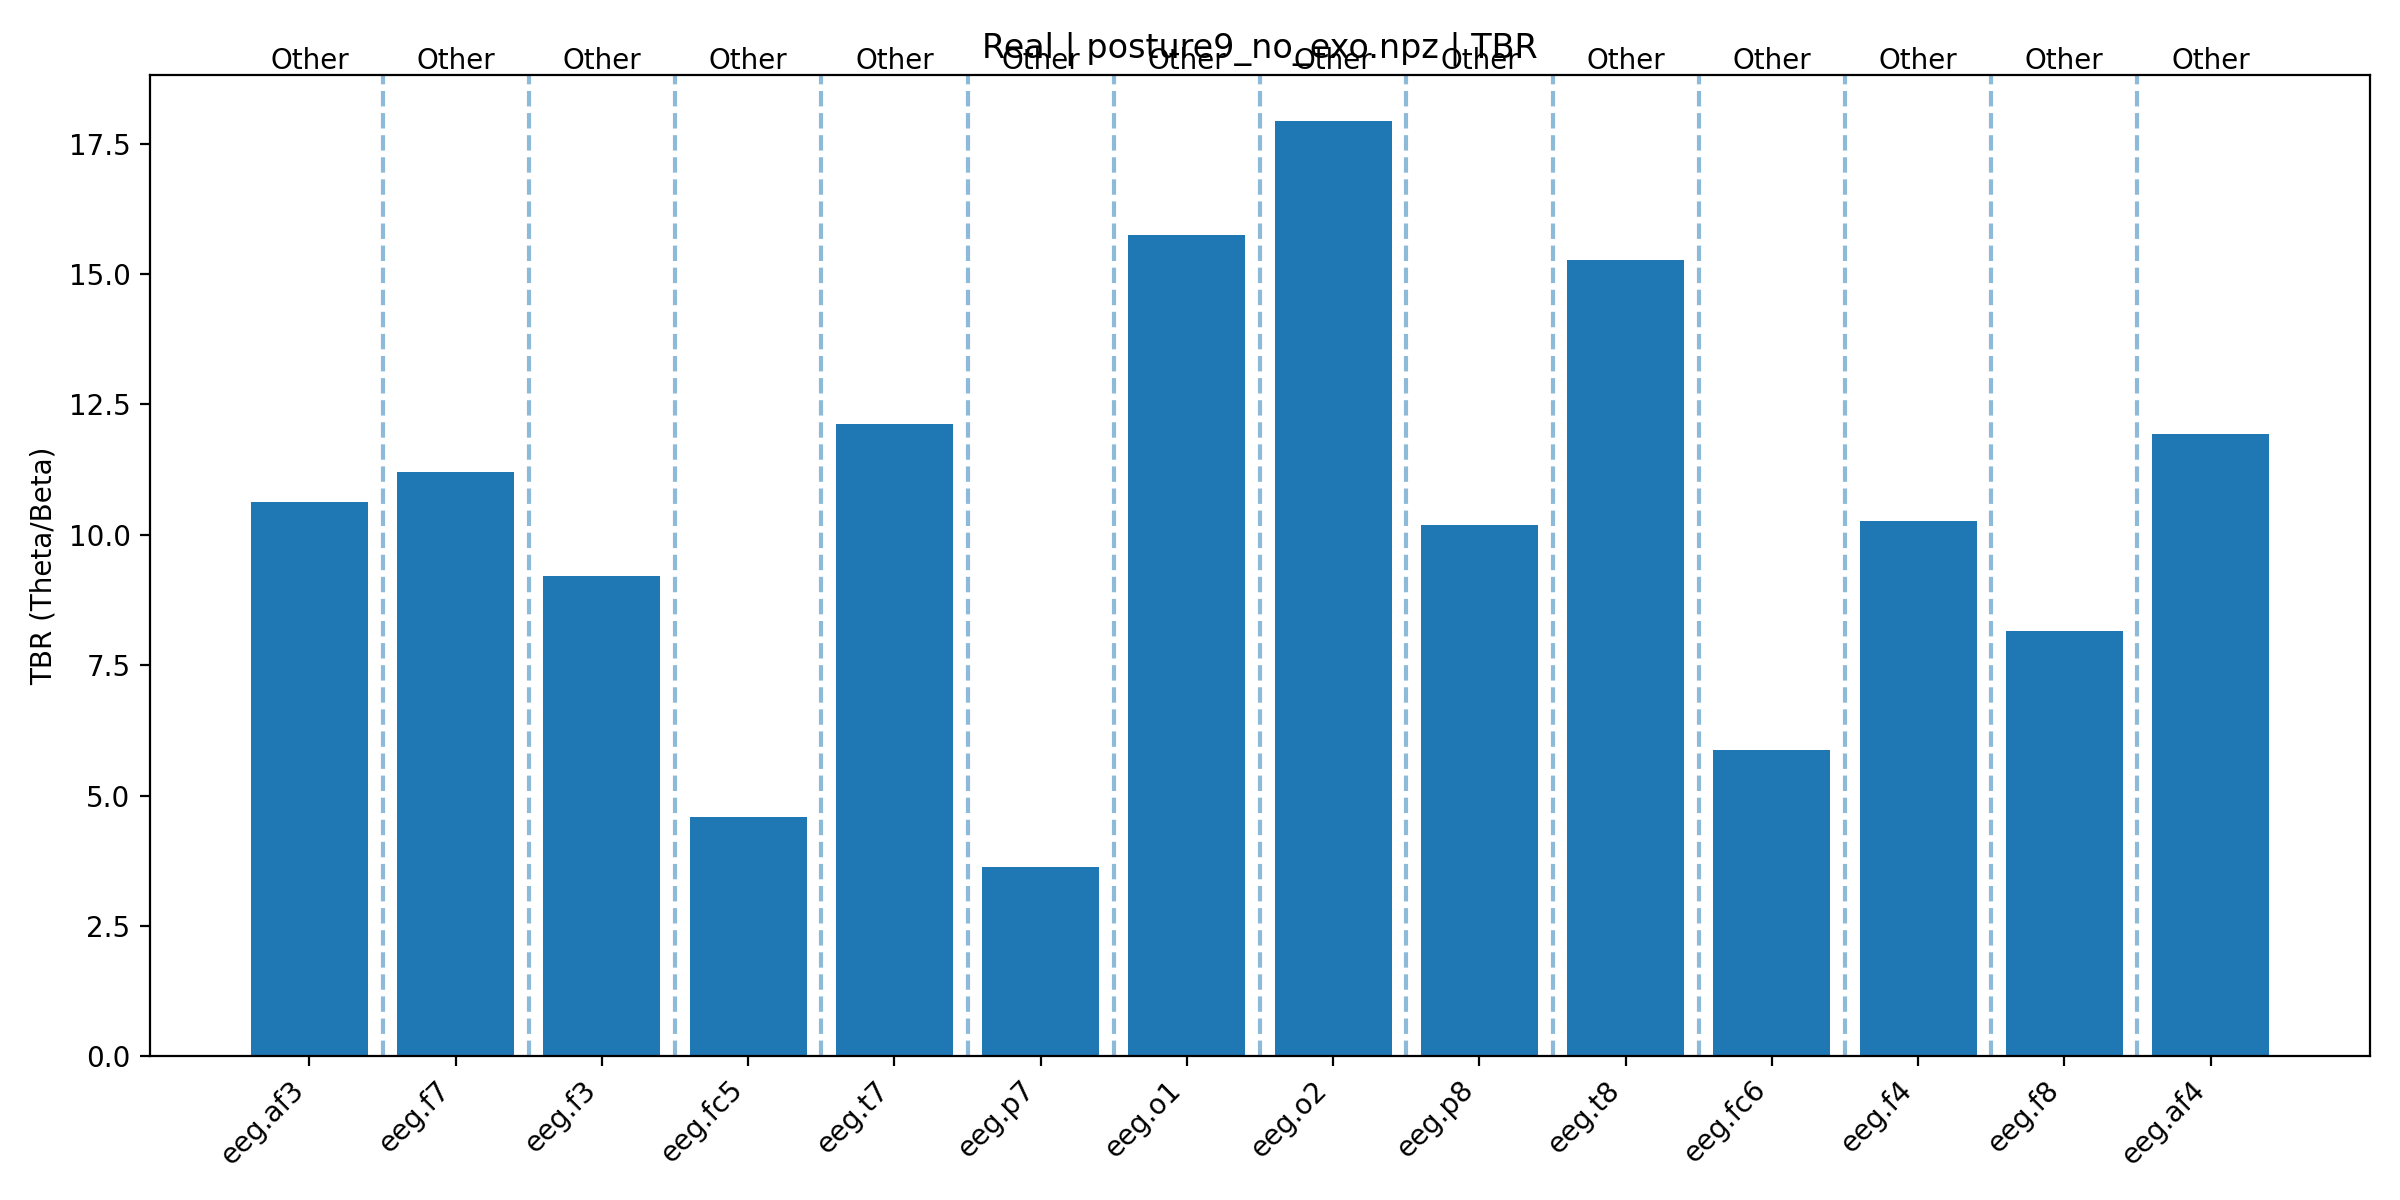 Real | posture9_no_exo.npz | TBR
Other Other Other Other Other Other Other Other Other Other Other Other Other Other
TBR (Theta/Beta)
17.5
15.0
12.5
10.0
7.5
5.0
2.5
0.0
eeg.af3 eeg.f7 eeg.f3 eeg.fc5 eeg.t7 eeg.p7 eeg.o1 eeg.o2 eeg.p8 eeg.t8 eeg.fc6 eeg.f4 eeg.f8 eeg.af4